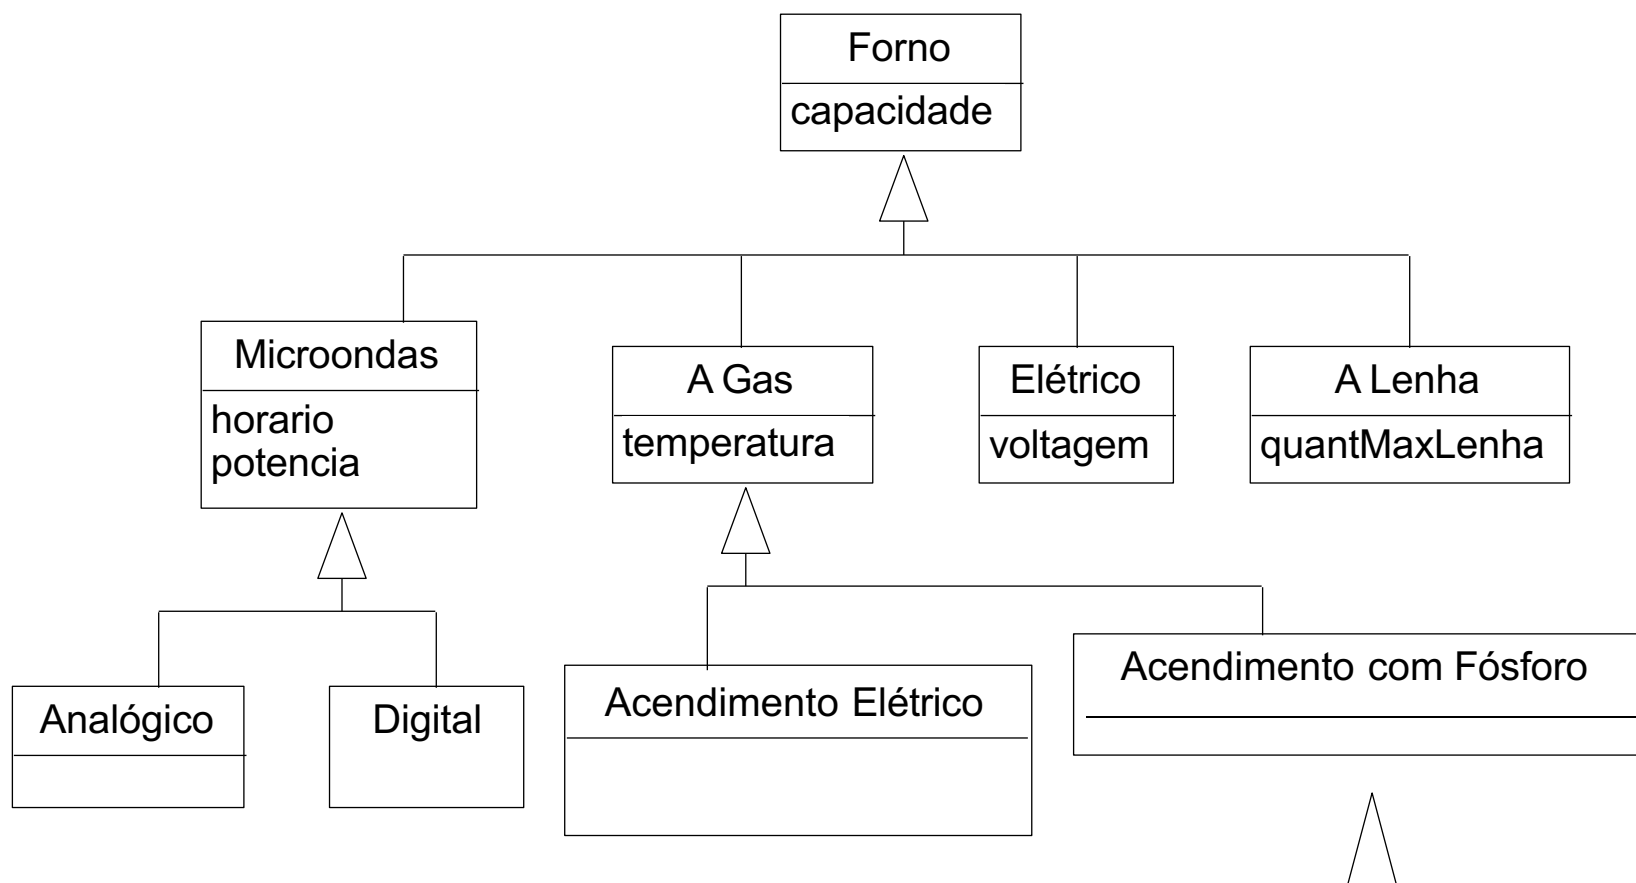 Forno
capacidade
Microondas
horario
potencia
A Gas
temperatura
Elétrico
voltagem
A Lenha
quantMaxLenha
Analógico
Digital
Acendimento Elétrico
Acendimento com Fósforo